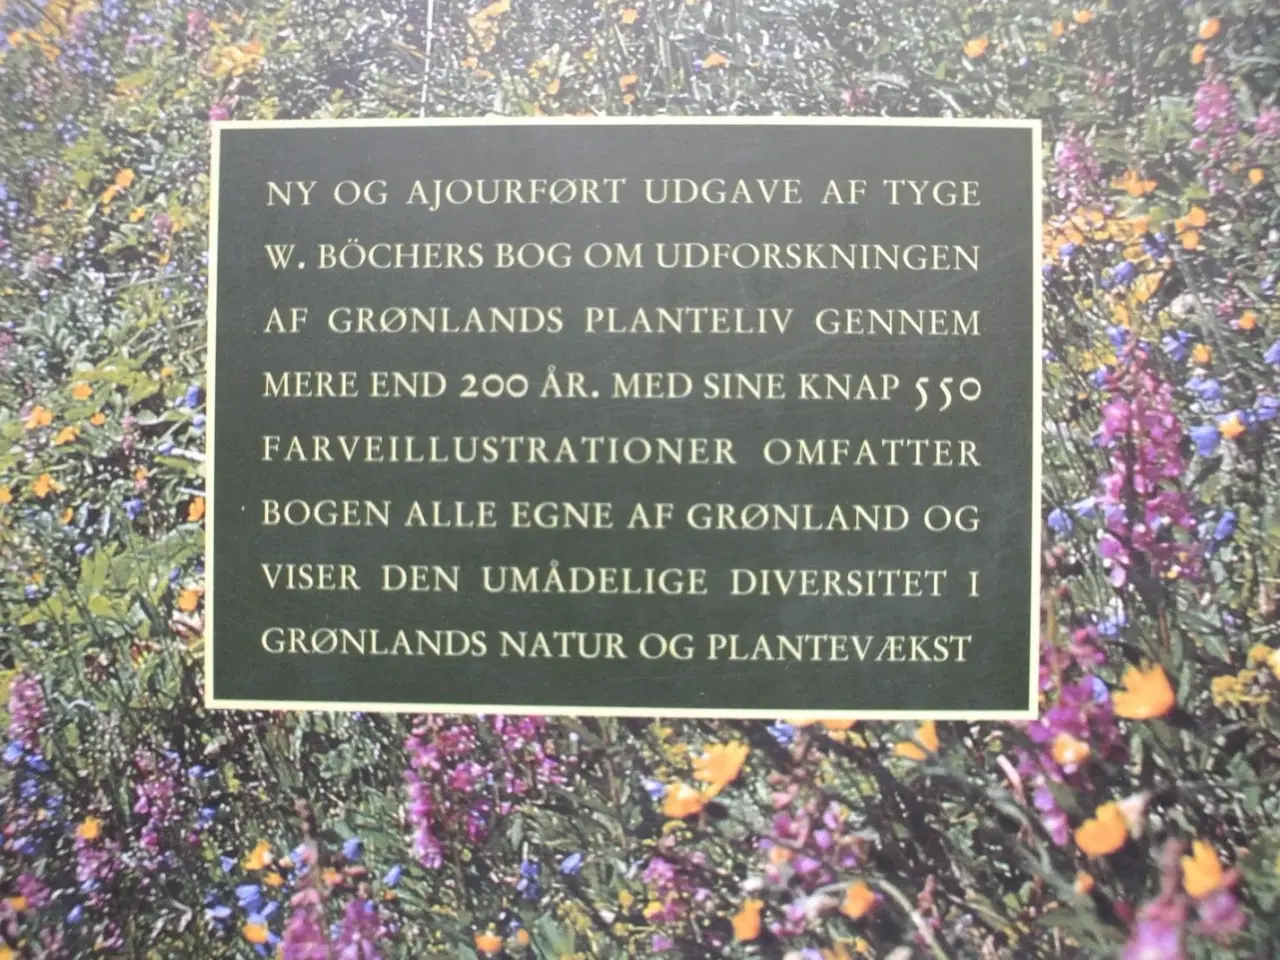 NY OG AJOURFØRT UDGAVE AF TYGE
W. BÖCHERS BOG OM UDFORSKNINGEN
AF GRØNLANDS PLANTELIV GENNEM
MERE END 200 ÅR. MED SINE KNAP 550
FARVEILLUSTRATIONER OMFATTER
BOGEN ALLE EGNE AF GRØNLAND OG
VISER DEN UMÅDELIGE DIVERSITET I
GRØNLANDS NATUR OG PLANTEVÆKST